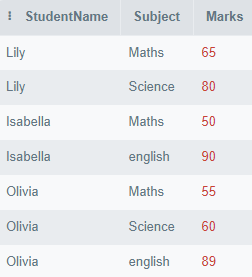 StudentName Subject Marks
Lily Maths 65
Lily Science 80
Isabella Maths 50
Isabella english 90
Olivia Maths 55
Olivia Science 60
Olivia english 89